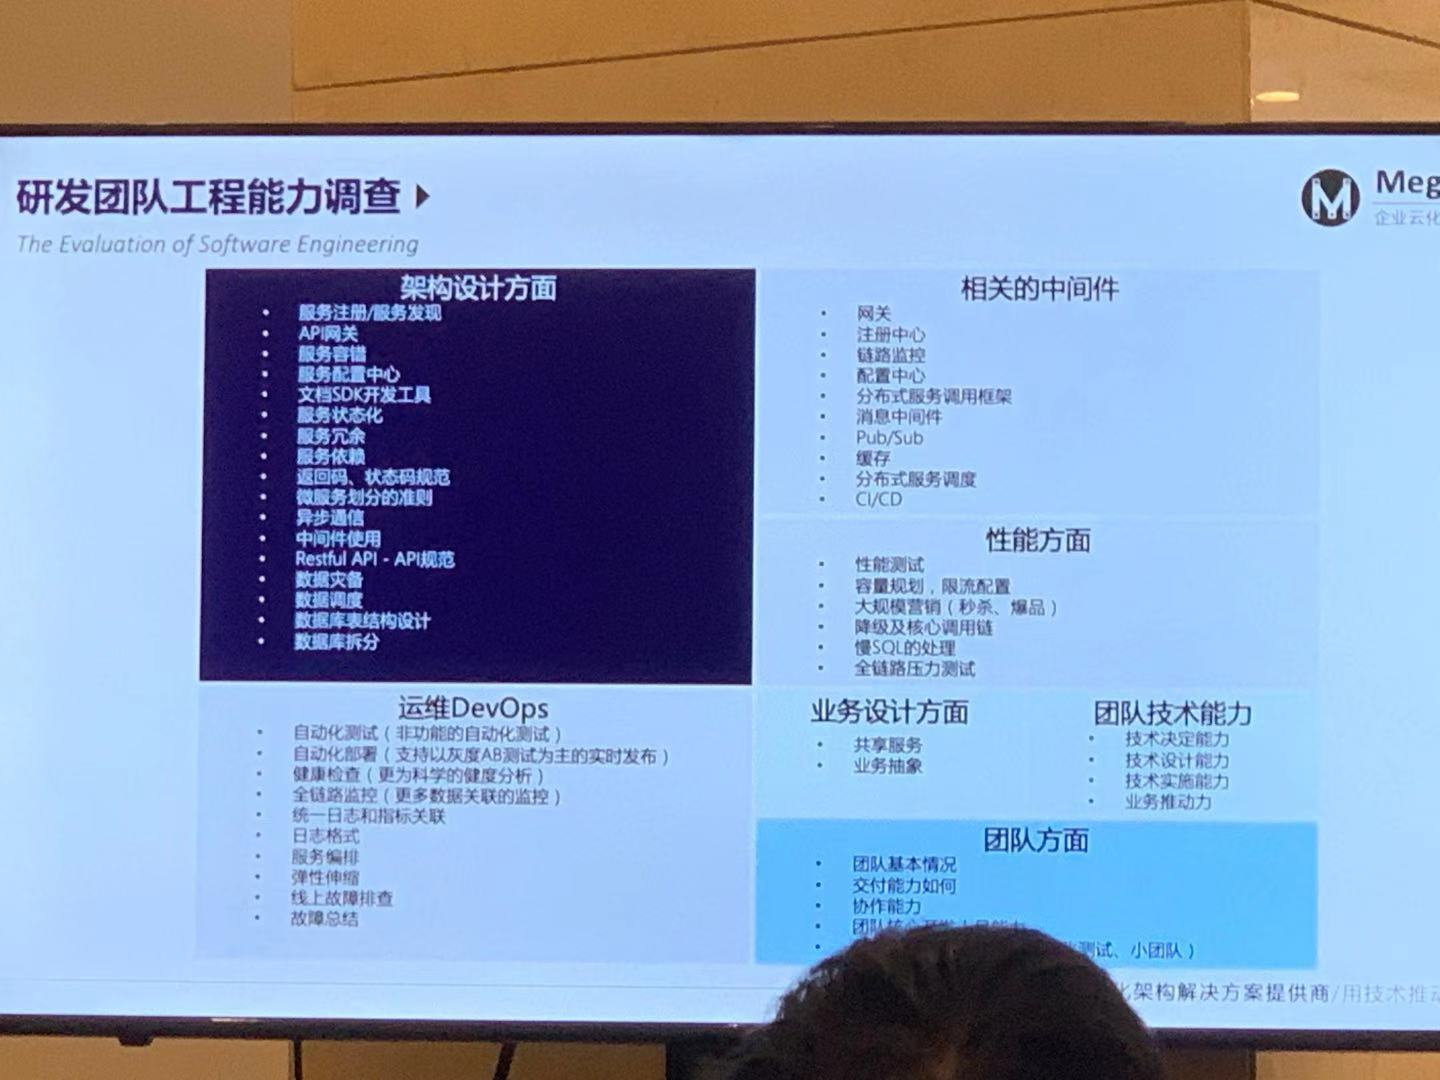 研发团队工程能力调查
The Evaluation of Software Engineering
Meg
企业云化
架构设计方面
服务注册/服务发现
API网关
服务容错
服务配置中心
文档SDK开发工具
服务状态化
服务冗余
服务依赖
返回码、状态码规范
微服务划分的准则
异步通信
中间件使用
Restful API - API规范
数据灾备
数据调度
数据库表结构设计
数据库拆分
相关的中间件
网关
注册中心
链路监控
配置中心
分布式服务调用框架
消息中间件
Pub/Sub
缓存
分布式服务调度
CI/CD
性能方面
性能测试
容量规划，限流配置
大规模营销（秒杀、爆品）
降级及核心调用链
慢SQL的处理
全链路压力测试
运维DevOps
自动化测试（非功能的自动化测试）
自动化部署（支持以灰度AB测试为主的实时发布）
健康检查（更为科学的健度分析）
全链路监控（更多数据关联的监控）
统一日志和指标关联
日志格式
服务编排
弹性伸缩
线上故障排查
故障总结
业务设计方面
共享服务
业务抽象
团队技术能力
技术决定能力
技术设计能力
技术实施能力
业务推动力
团队方面
团队基本情况
交付能力如何
协作能力
团队核心
测试、小团队）
架构解决方案提供商/用技术推动